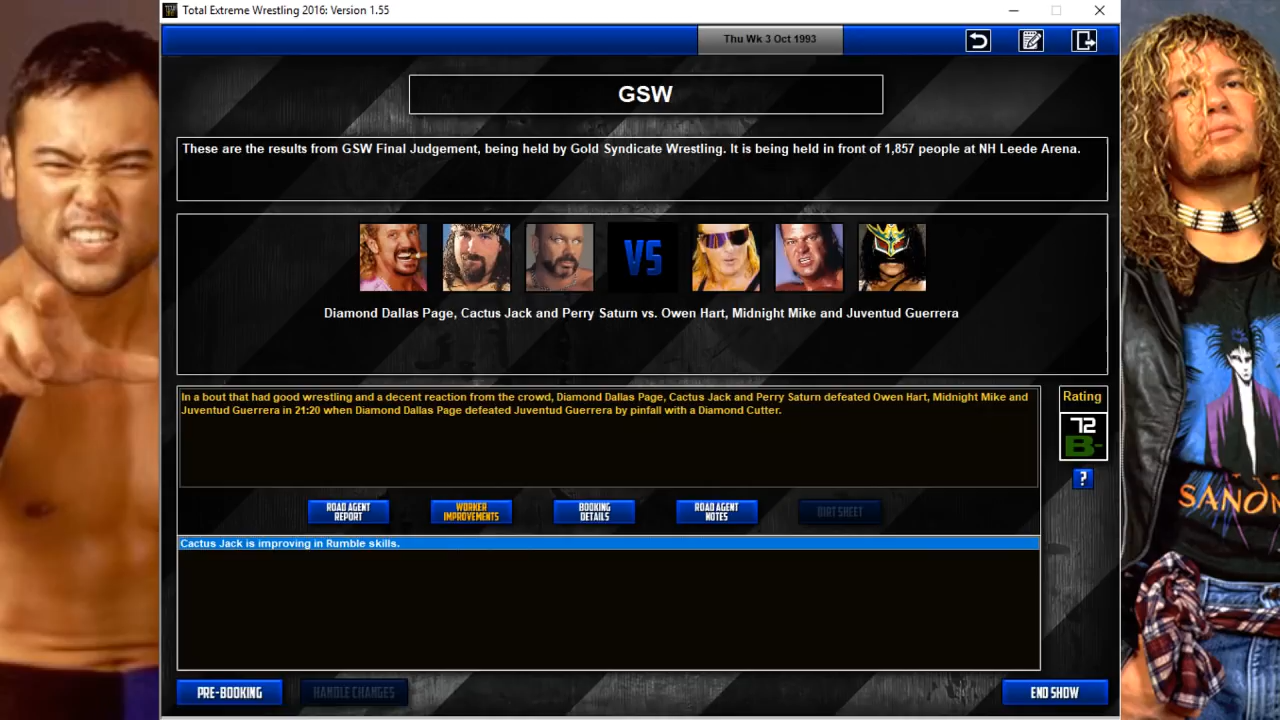 Total Extreme Wrestling 2016: Version 1.55
Thu Wk 3 Oct 1993
GSW
These are the results from GSW Final Judgement, being held by Gold Syndicate Wrestling. It is being held in front of 1,857 people at NH Leede Arena.
VS
Diamond Dallas Page, Cactus Jack and Perry Saturn vs. Owen Hart, Midnight Mike and Juventud Guerrera
In a bout that had good wrestling and a decent reaction from the crowd, Diamond Dallas Page, Cactus Jack and Perry Saturn defeated Owen Hart, Midnight Mike and
Juventud Guerrera in 21:20 when Diamond Dallas Page defeated Juventud Guerrera by pinfall with a Diamond Cutter.
Rating
72
B-
?
ROAD AGENT
REPORT
WORKER
IMPROVEMENTS
BOOKING
DETAILS
ROAD AGENT
NOTES
DIRT SHEET
Cactus Jack is improving in Rumble skills.
PRE-BOOKING
HANDLE CHANGES
END SHOW
SANDM